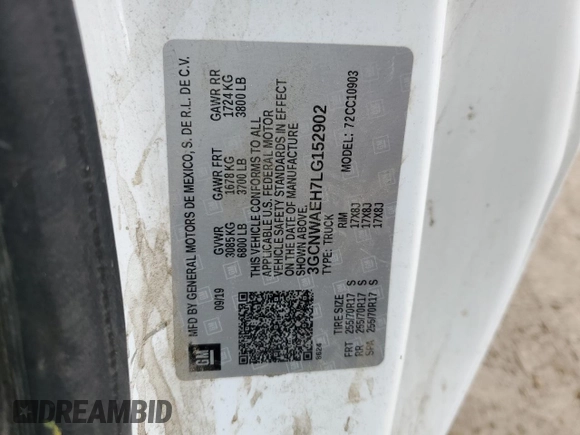 MFD BY GENERAL MOTORS DE MEXICO, S. DE R.L. DE C.V.
09/19
GVWR
3085KG
6800 LB
GAWR FRT
1678 KG
3700 LB
GAWR RR
1724 KG
3800 LB
THIS VEHICLE CONFORMS TO ALL
APPLICABLE U.S. FEDERAL MOTOR
VEHICLE SAFETY STANDARDS IN EFFECT
ON THE DATE OF MANUFACTURE
SHOWN ABOVE.
3GCNWAEH7LG152902
TYPE: TRUCK
MODEL: 72CC10903
GM
5826
TIRE SIZE RIM
FRT 255/70R17 S 17X8J
RR 255/70R17 S 17X8J
SPA 255/70R17 S 17X8J
DREAMBID